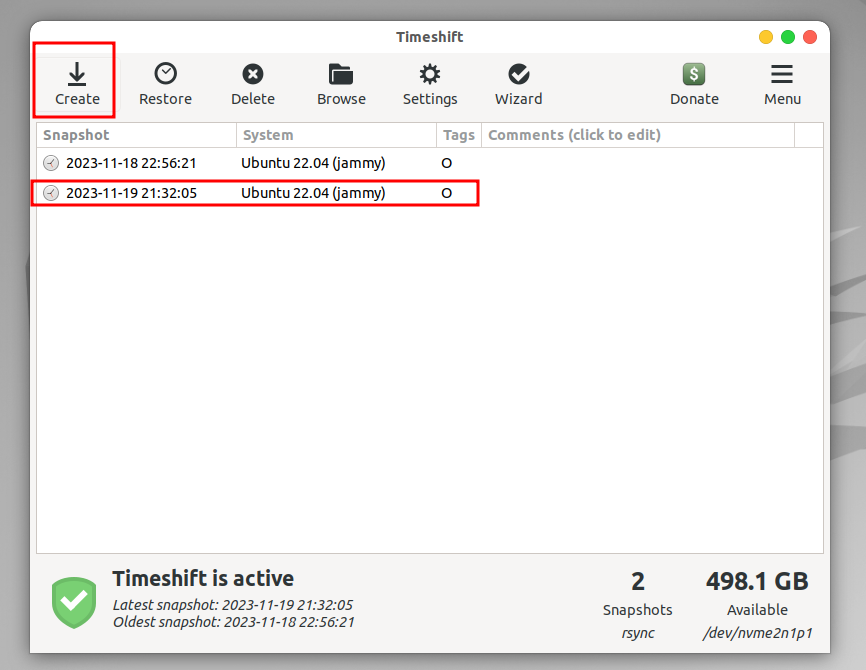 Timeshift
Create Restore Delete Browse Settings Wizard Donate Menu
Snapshot System Tags Comments (click to edit)
2023-11-18 22:56:21 Ubuntu 22.04 (jammy) O
2023-11-19 21:32:05 Ubuntu 22.04 (jammy) O
Timeshift is active
Latest snapshot: 2023-11-19 21:32:05
Oldest snapshot: 2023-11-18 22:56:21
2
Snapshots
rsync
498.1 GB
Available
/dev/nvme2n1p1